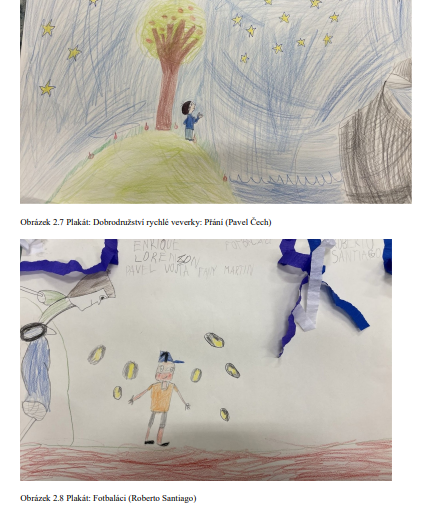 Obrázek 2.7 Plakát: Dobrodružství rychlé veverky: Přání (Pavel Čech)
ENRIQUE
LORENZON
SANTIAGO
PAVEL
Obrázek 2.8 Plakát: Fotbaláci (Roberto Santiago)